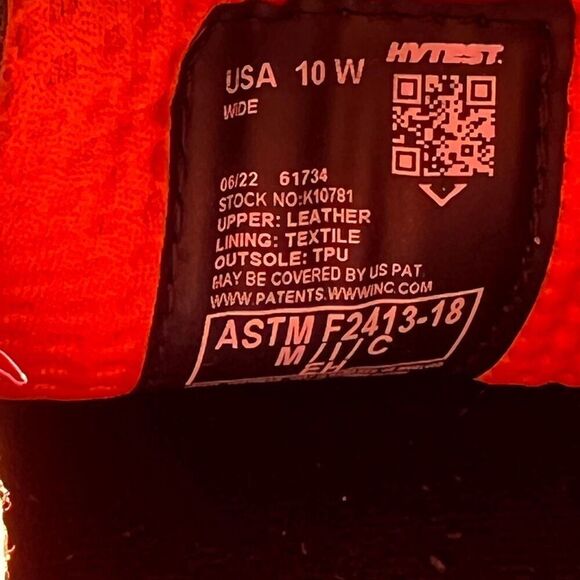 HYTEST
USA 10 W
WIDE
06/22 61734
STOCK NO:K10781
UPPER: LEATHER
LINING: TEXTILE
OUTSOLE: TPU
MAY BE COVERED BY US PAT.
WWW.PATENTS.WWWINC.COM
ASTM F2413-18
M / I / C
EH